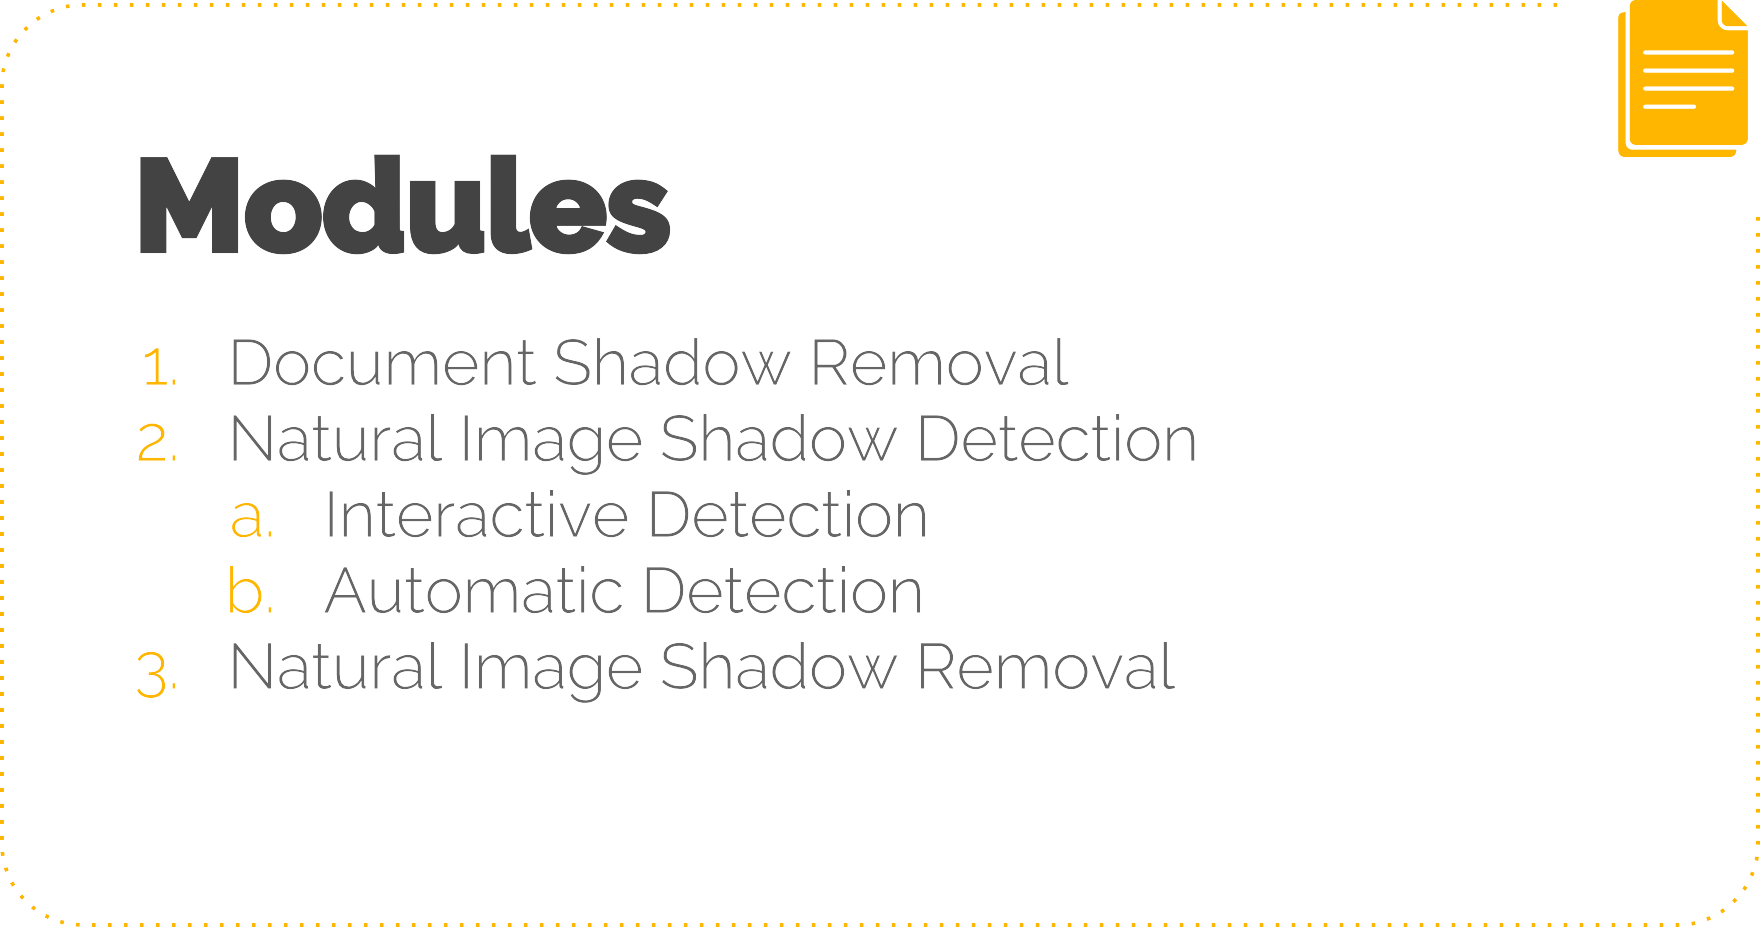 Modules
1. Document Shadow Removal
2. Natural Image Shadow Detection
a. Interactive Detection
b. Automatic Detection
3. Natural Image Shadow Removal